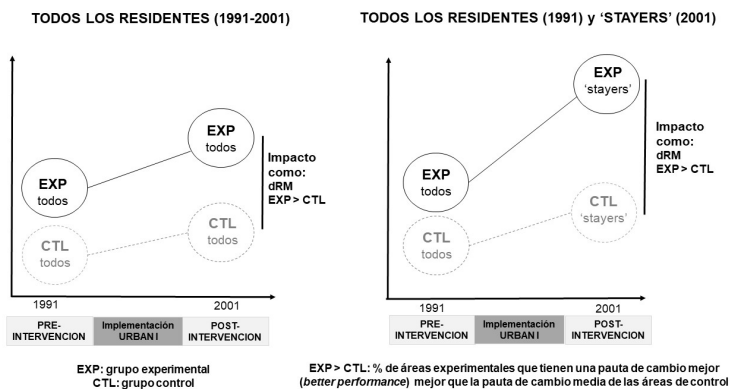 TODOS LOS RESIDENTES (1991-2001)
EXP
todos
EXP
todos
CTL
todos
CTL
todos
Impacto
como:
dRM
EXP > CTL
1991
2001
PRE-
INTERVENCION
Implementación
URBAN I
POST-
INTERVENCION
EXP: grupo experimental
CTL: grupo control
TODOS LOS RESIDENTES (1991) y ‘STAYERS’ (2001)
EXP
‘stayers’
EXP
todos
CTL
‘stayers’
CTL
todos
Impacto
como:
dRM
EXP > CTL
1991
2001
PRE-
INTERVENCION
Implementación
URBAN I
POST-
INTERVENCION
EXP > CTL: % de áreas experimentales que tienen una pauta de cambio mejor
(better performance) mejor que la pauta de cambio media de las áreas de control